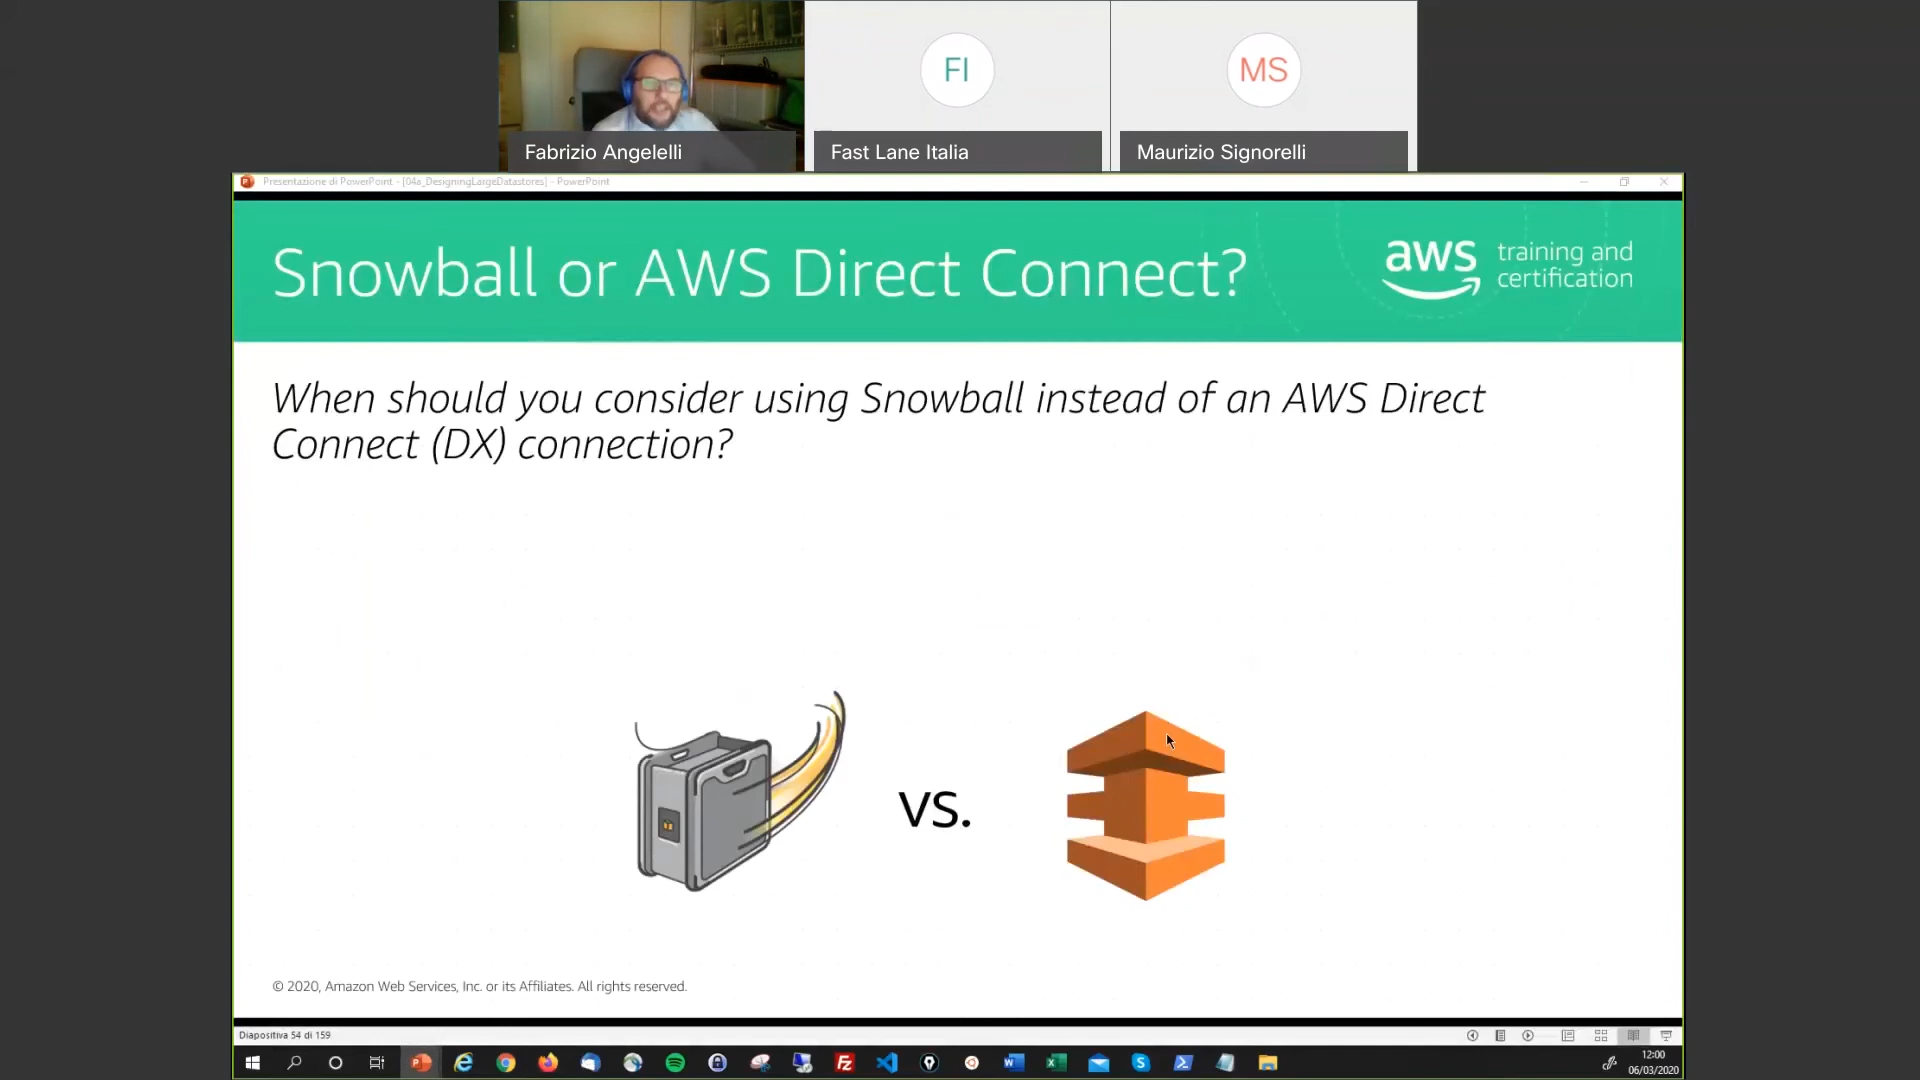 FI
MS
Fabrizio Angelelli
Fast Lane Italia
Maurizio Signorelli
Presentazione di PowerPoint - [04a_DesigningLargeDatastores] - PowerPoint
Snowball or AWS Direct Connect?
aws
training and
certification
When should you consider using Snowball instead of an AWS Direct
Connect (DX) connection?
vs.
© 2020, Amazon Web Services, Inc. or its Affiliates. All rights reserved.
Diapositiva 54 di 159
12:00
06/03/2020